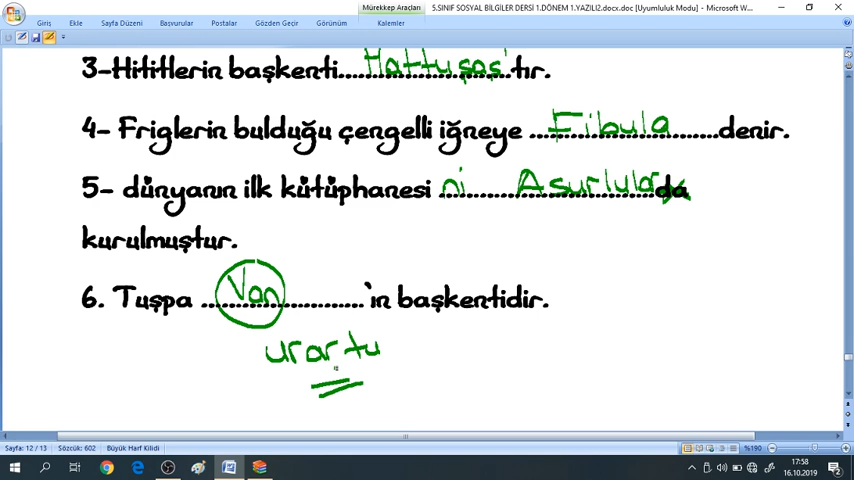 Mürekkep Araçları
5.SINIF SOSYAL BİLGİLER DERSİ 1.DÖNEM 1.YAZILI2.docx.doc [Uyumluluk Modu] - Microsoft W...
Giriş Ekle Sayfa Düzeni Başvurular Postalar Gözden Geçir Görünüm Kalemler
3-Hititlerin başkenti....Hattuşaş'....tır.
4- Friglerin bulduğu çengelli iğneye ....Fibula.......denir.
5- dünyanın ilk kütüphanesi ni.......Asurlular....da
kurulmuştur.
6. Tuşpa .....Van..............'in başkentidir.
urartu
Sayfa: 12 / 13 Sözcük: 602 Büyük Harf Kilidi %190
17:58
16.10.2019
2